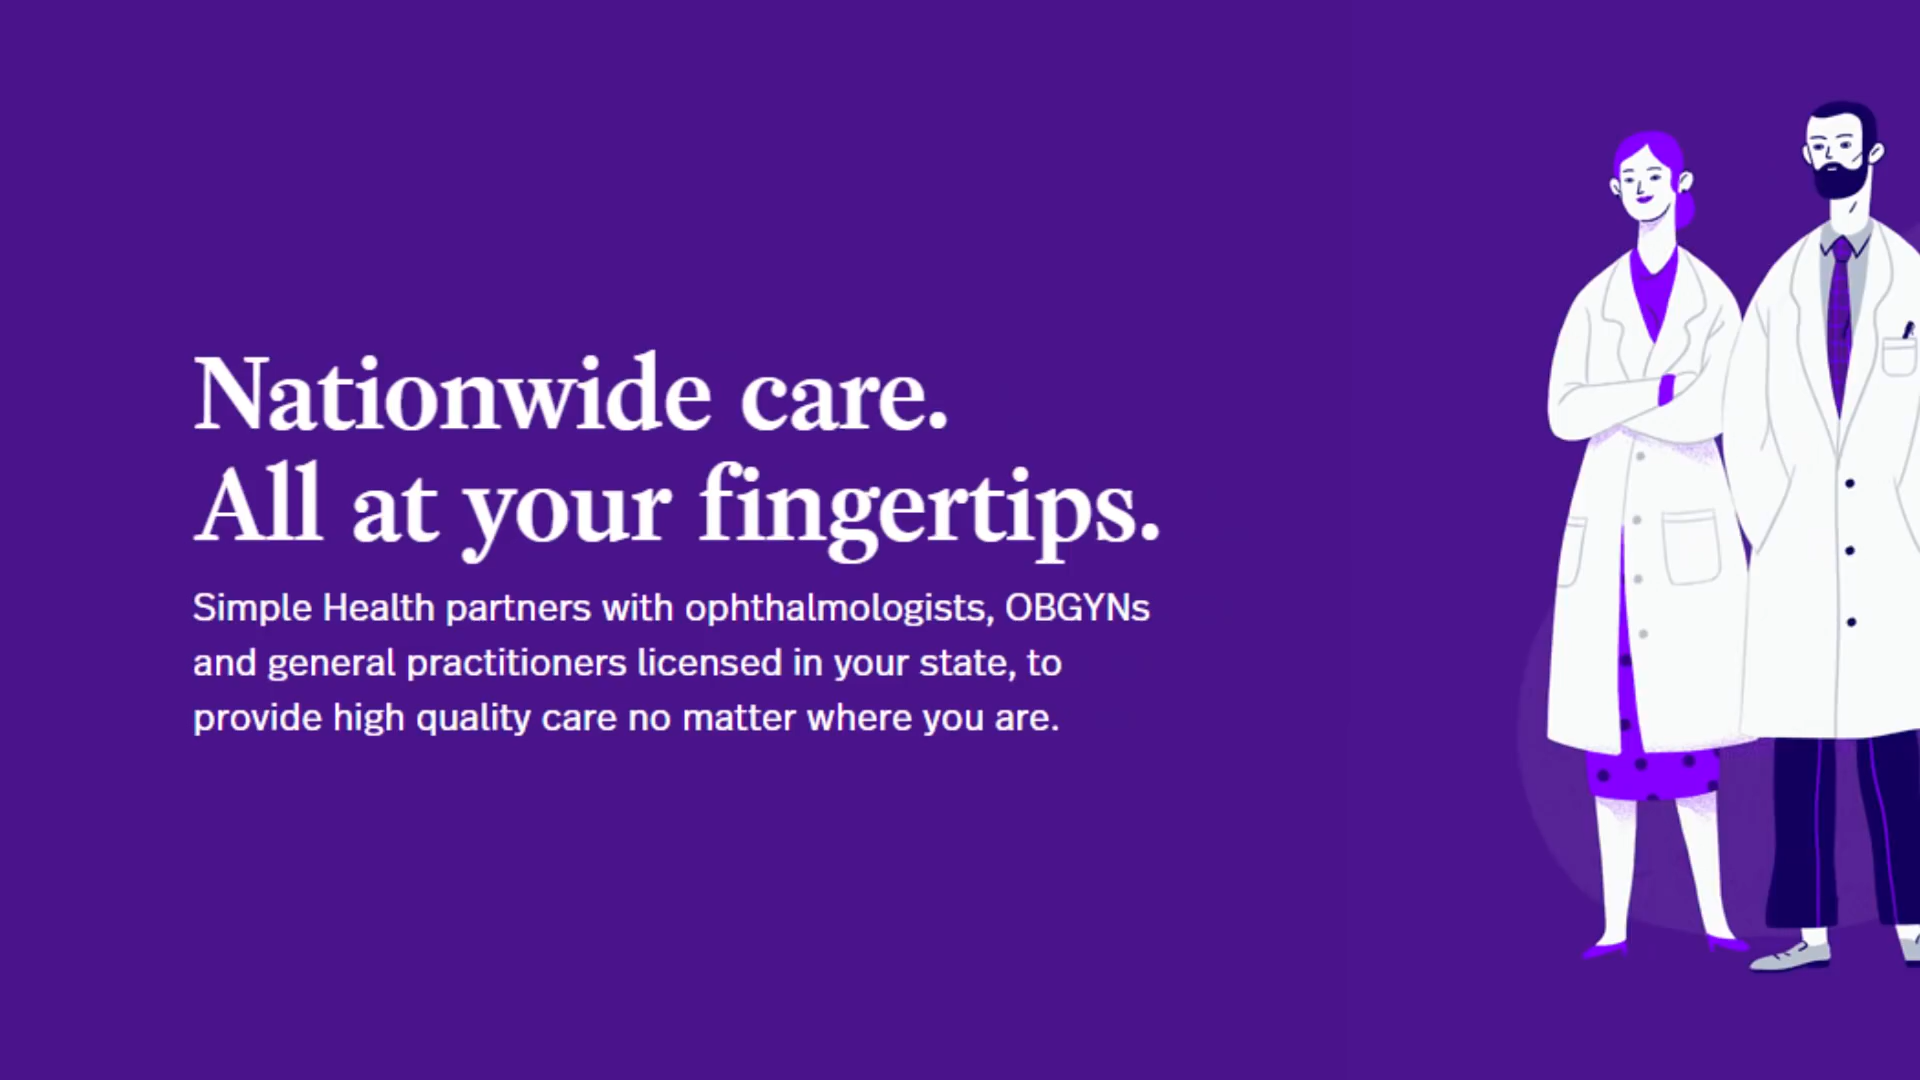 Nationwide care.
All at your fingertips.
Simple Health partners with ophthalmologists, OBGYNs
and general practitioners licensed in your state, to
provide high quality care no matter where you are.